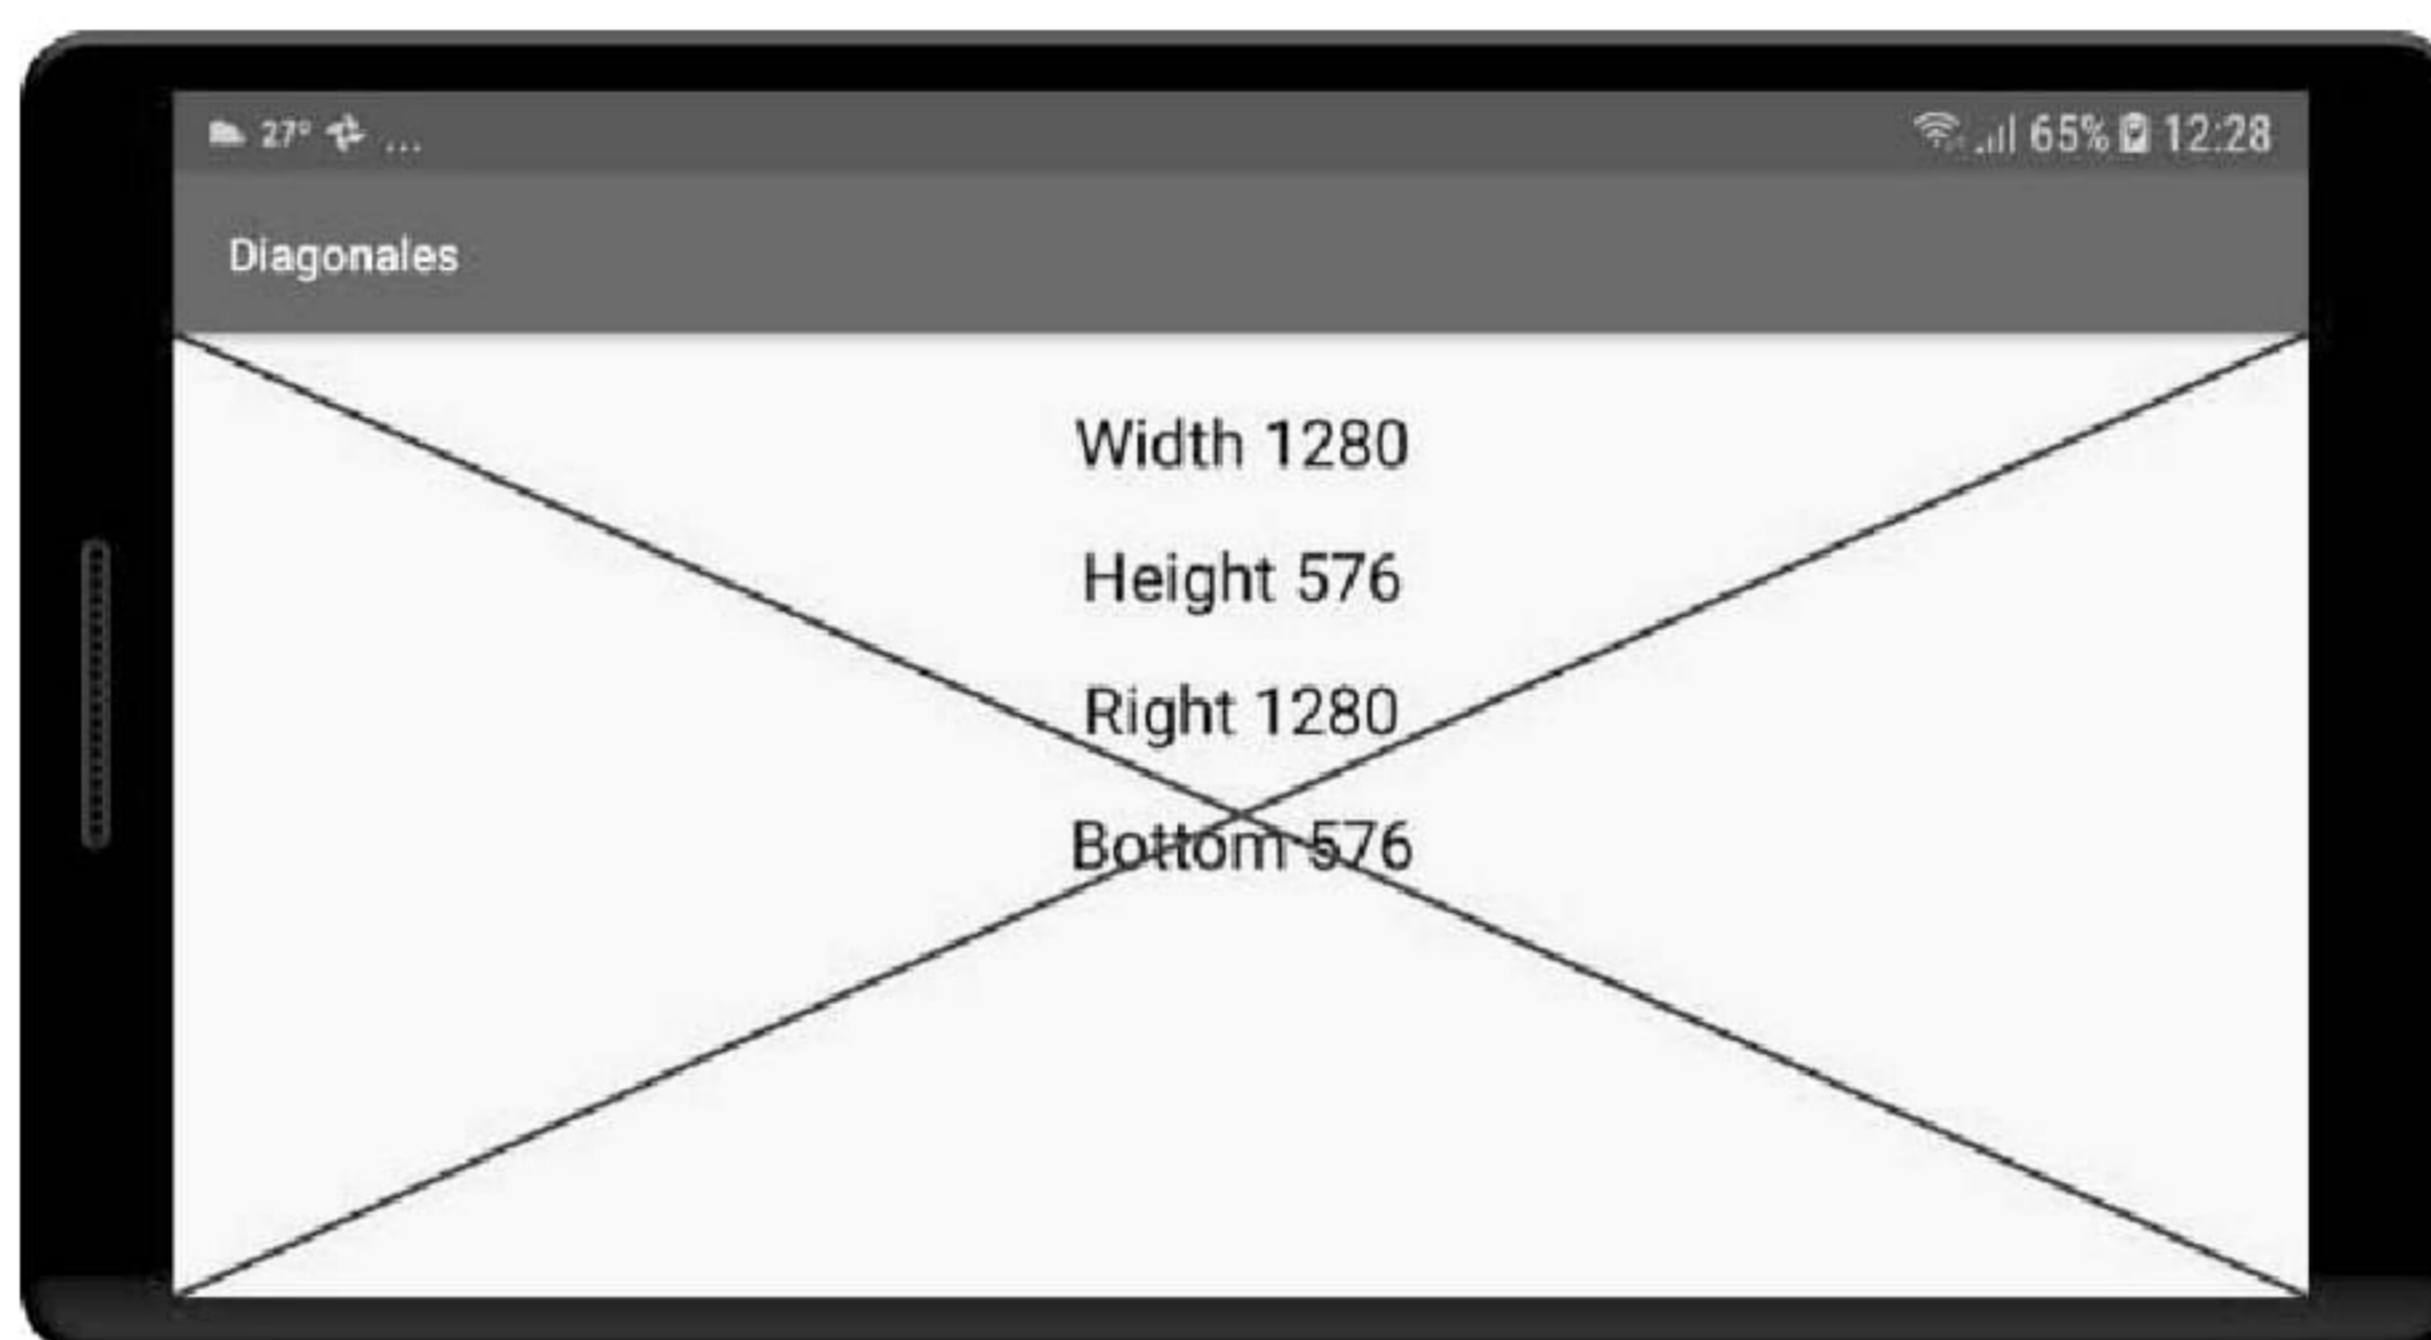 27° ... 65% 12:28
Diagonales
Width 1280
Height 576
Right 1280
Bottom 576